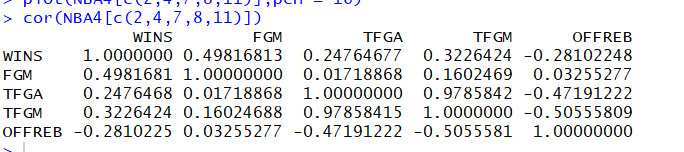 > plot(NBA4[c(2,4,7,8,11)],pch = 16)
> cor(NBA4[c(2,4,7,8,11)])
WINS FGM TFGA TFGM OFFREB
WINS 1.0000000 0.49816813 0.24764677 0.3226424 -0.28102248
FGM 0.4981681 1.00000000 0.01718868 0.1602469 0.03255277
TFGA 0.2476468 0.01718868 1.00000000 0.9785842 -0.47191222
TFGM 0.3226424 0.16024688 0.97858415 1.0000000 -0.50555809
OFFREB -0.2810225 0.03255277 -0.47191222 -0.5055581 1.00000000
>